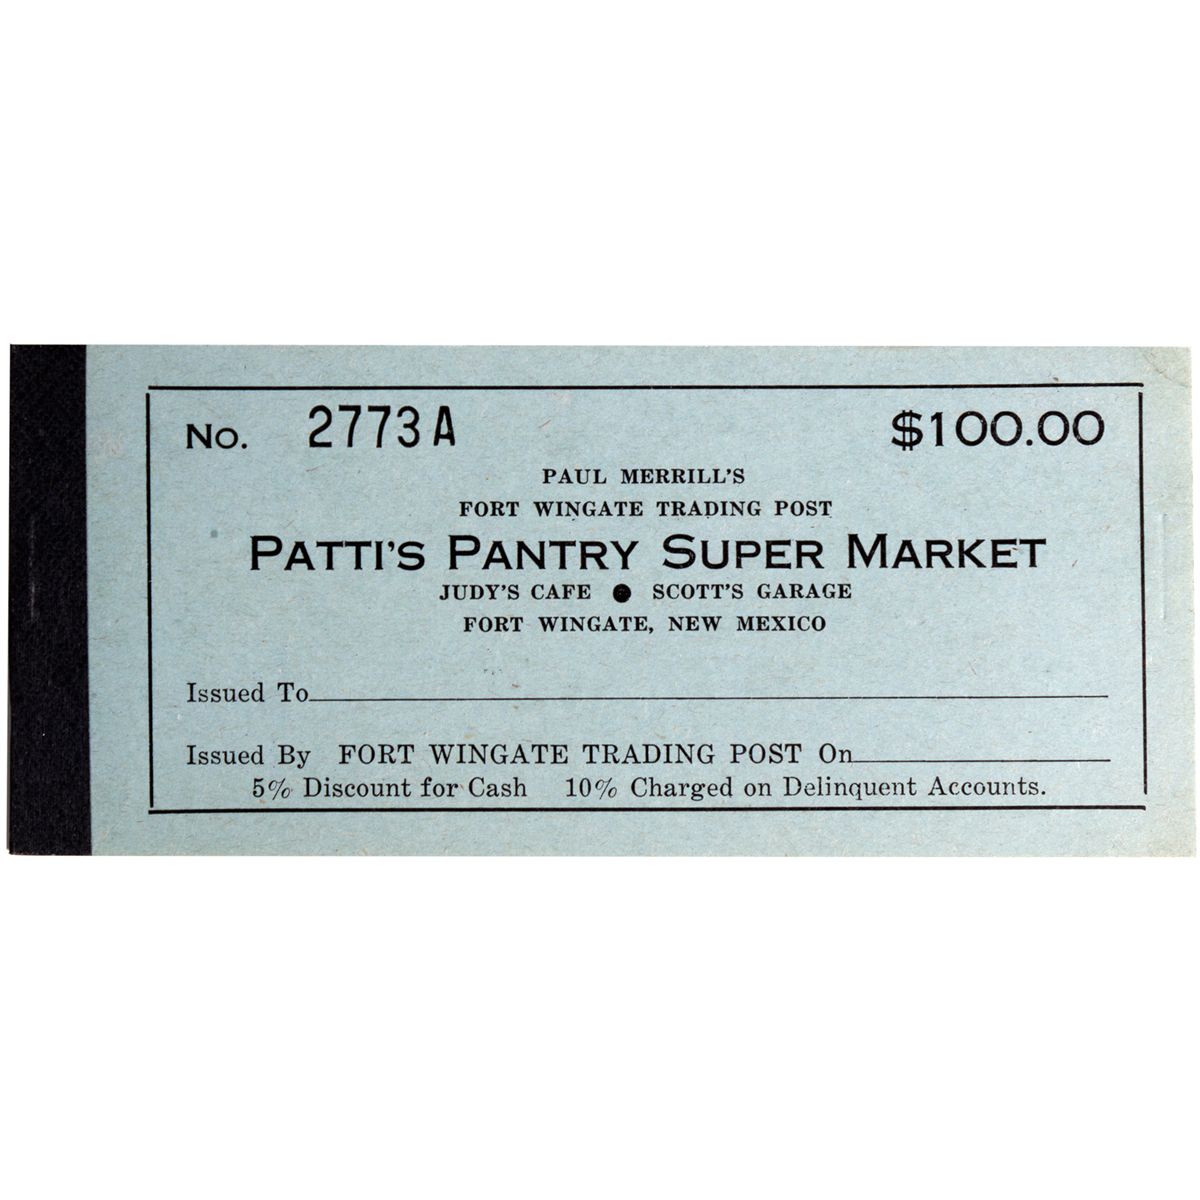 No. 2773 A $100.00
PAUL MERRILL'S
FORT WINGATE TRADING POST
PATTI'S PANTRY SUPER MARKET
JUDY'S CAFE ● SCOTT'S GARAGE
FORT WINGATE, NEW MEXICO
Issued To
Issued By FORT WINGATE TRADING POST On
5% Discount for Cash 10% Charged on Delinquent Accounts.